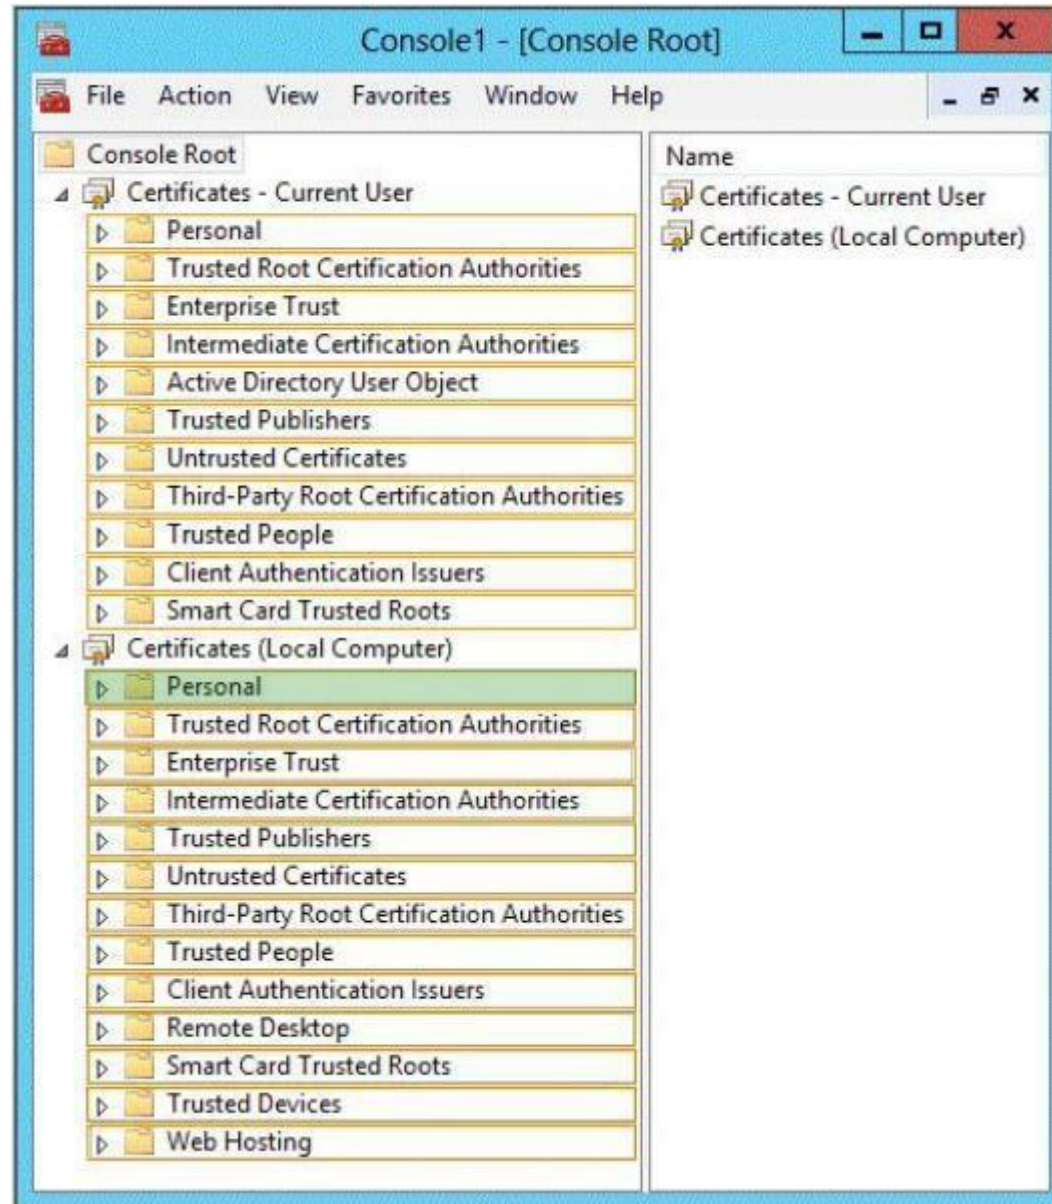 Console1 - [Console Root]
File Action View Favorites Window Help
Console Root
Certificates - Current User
Personal
Trusted Root Certification Authorities
Enterprise Trust
Intermediate Certification Authorities
Active Directory User Object
Trusted Publishers
Untrusted Certificates
Third-Party Root Certification Authorities
Trusted People
Client Authentication Issuers
Smart Card Trusted Roots
Certificates (Local Computer)
Personal
Trusted Root Certification Authorities
Enterprise Trust
Intermediate Certification Authorities
Trusted Publishers
Untrusted Certificates
Third-Party Root Certification Authorities
Trusted People
Client Authentication Issuers
Remote Desktop
Smart Card Trusted Roots
Trusted Devices
Web Hosting
Name
Certificates - Current User
Certificates (Local Computer)